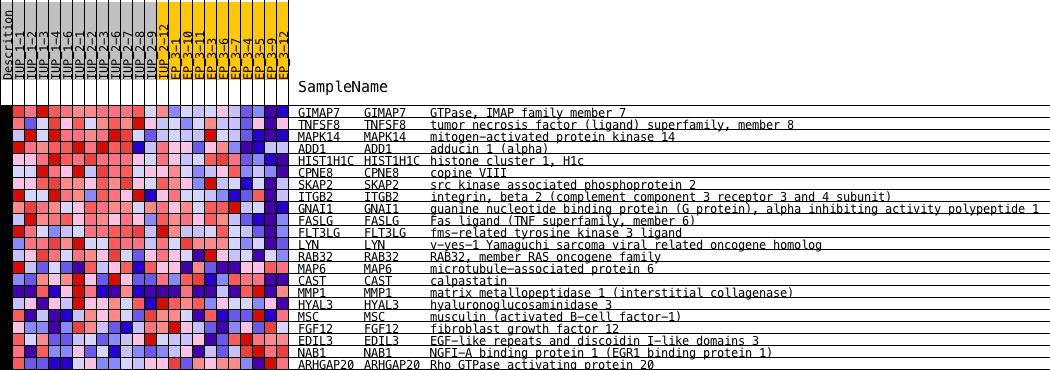 Descrition
IUP_1-1
IUP_1-2
IUP_1-3
IUP_1-4
IUP_1-6
IUP_2-1
IUP_2-2
IUP_2-3
IUP_2-6
IUP_2-7
IUP_2-8
IUP_2-9
IUP_2-12
EP_3-1
EP_3-10
EP_3-11
EP_3-3
EP_3-6
EP_3-7
EP_3-4
EP_3-5
EP_3-9
EP_3-12
SampleName
GIMAP7 GIMAP7 GTPase, IMAP family member 7
TNFSF8 TNFSF8 tumor necrosis factor (ligand) superfamily, member 8
MAPK14 MAPK14 mitogen-activated protein kinase 14
ADD1 ADD1 adducin 1 (alpha)
HIST1H1C HIST1H1C histone cluster 1, H1c
CPNE8 CPNE8 copine VIII
SKAP2 SKAP2 src kinase associated phosphoprotein 2
ITGB2 ITGB2 integrin, beta 2 (complement component 3 receptor 3 and 4 subunit)
GNAI1 GNAI1 guanine nucleotide binding protein (G protein), alpha inhibiting activity polypeptide 1
FASLG FASLG Fas ligand (TNF superfamily, member 6)
FLT3LG FLT3LG fms-related tyrosine kinase 3 ligand
LYN LYN v-yes-1 Yamaguchi sarcoma viral related oncogene homolog
RAB32 RAB32 RAB32, member RAS oncogene family
MAP6 MAP6 microtubule-associated protein 6
CAST CAST calpastatin
MMP1 MMP1 matrix metallopeptidase 1 (interstitial collagenase)
HYAL3 HYAL3 hyaluronoglucosaminidase 3
MSC MSC musculin (activated B-cell factor-1)
FGF12 FGF12 fibroblast growth factor 12
EDIL3 EDIL3 EGF-like repeats and discoidin I-like domains 3
NAB1 NAB1 NGFI-A binding protein 1 (EGR1 binding protein 1)
ARHGAP20 ARHGAP20 Rho GTPase activating protein 20